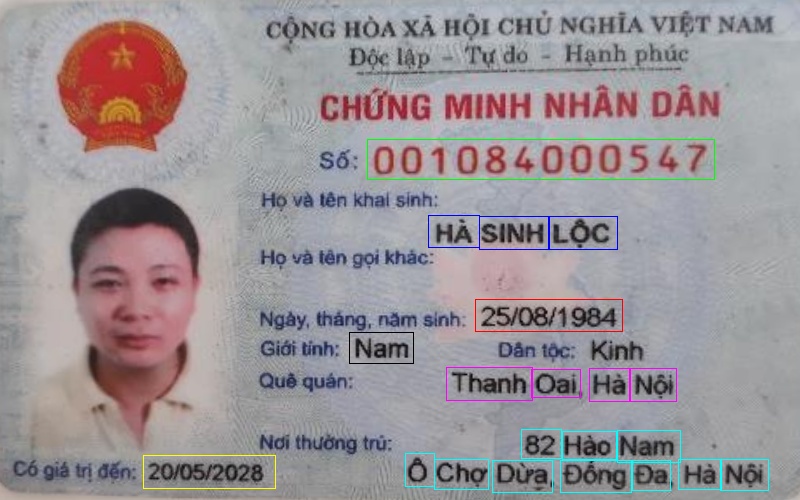 CỘNG HÒA XÃ HỘI CHỦ NGHĨA VIỆT NAM
Độc lập - Tự do - Hạnh phúc
CHỨNG MINH NHÂN DÂN
Số: 001084000547
Họ và tên khai sinh:
HÀ SINH LỘC
Họ và tên gọi khác:
Ngày, tháng, năm sinh: 25/08/1984
Giới tính: Nam Dân tộc: Kinh
Quê quán: Thanh Oai, Hà Nội
Nơi thường trú: 82 Hào Nam
Ô Chợ Dừa, Đống Đa, Hà Nội
Có giá trị đến: 20/05/2028